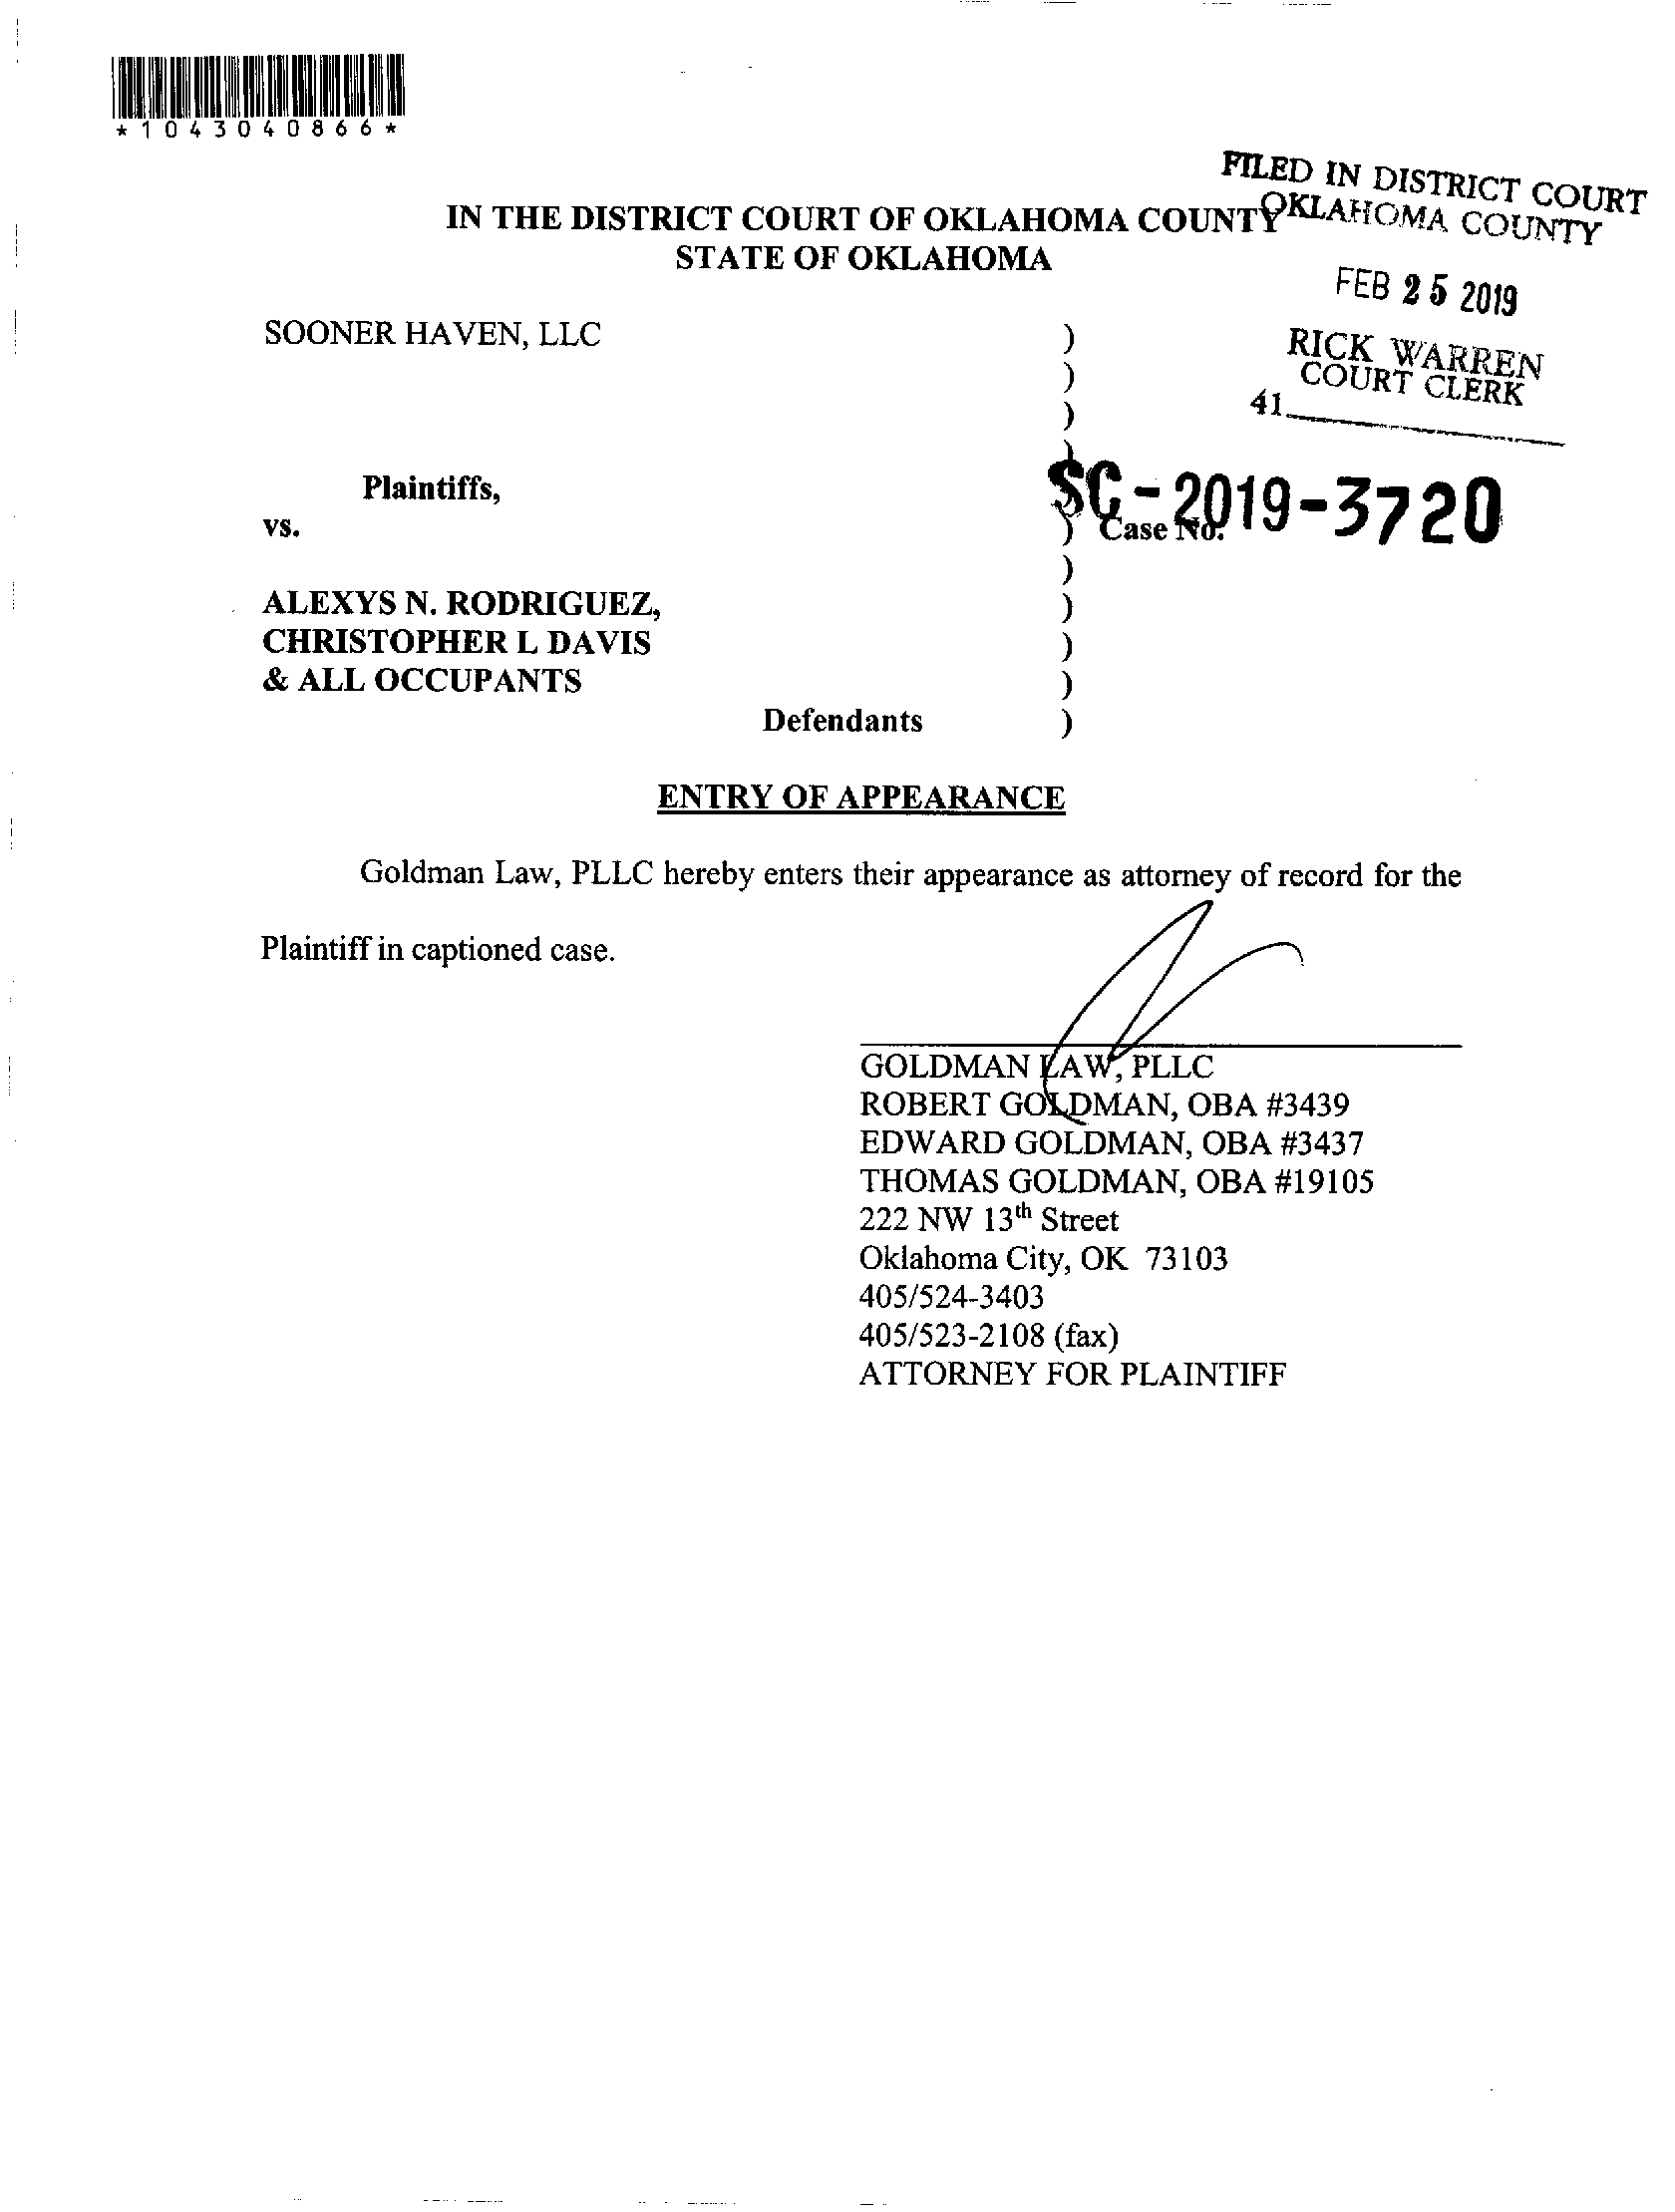 *1043040866*
FILED IN DISTRICT COURT
OKLAHOMA COUNTY
IN THE DISTRICT COURT OF OKLAHOMA COUNTY
STATE OF OKLAHOMA
FEB 25 2019
SOONER HAVEN, LLC )
)
)
)
RICK WARREN
COURT CLERK
41
Plaintiffs,
SC-2019-3720
vs. ) Case No.
)
ALEXYS N. RODRIGUEZ, )
CHRISTOPHER L DAVIS )
& ALL OCCUPANTS )
Defendants )
ENTRY OF APPEARANCE
Goldman Law, PLLC hereby enters their appearance as attorney of record for the
Plaintiff in captioned case.
GOLDMAN LAW, PLLC
ROBERT GOLDMAN, OBA #3439
EDWARD GOLDMAN, OBA #3437
THOMAS GOLDMAN, OBA #19105
222 NW 13th Street
Oklahoma City, OK 73103
405/524-3403
405/523-2108 (fax)
ATTORNEY FOR PLAINTIFF